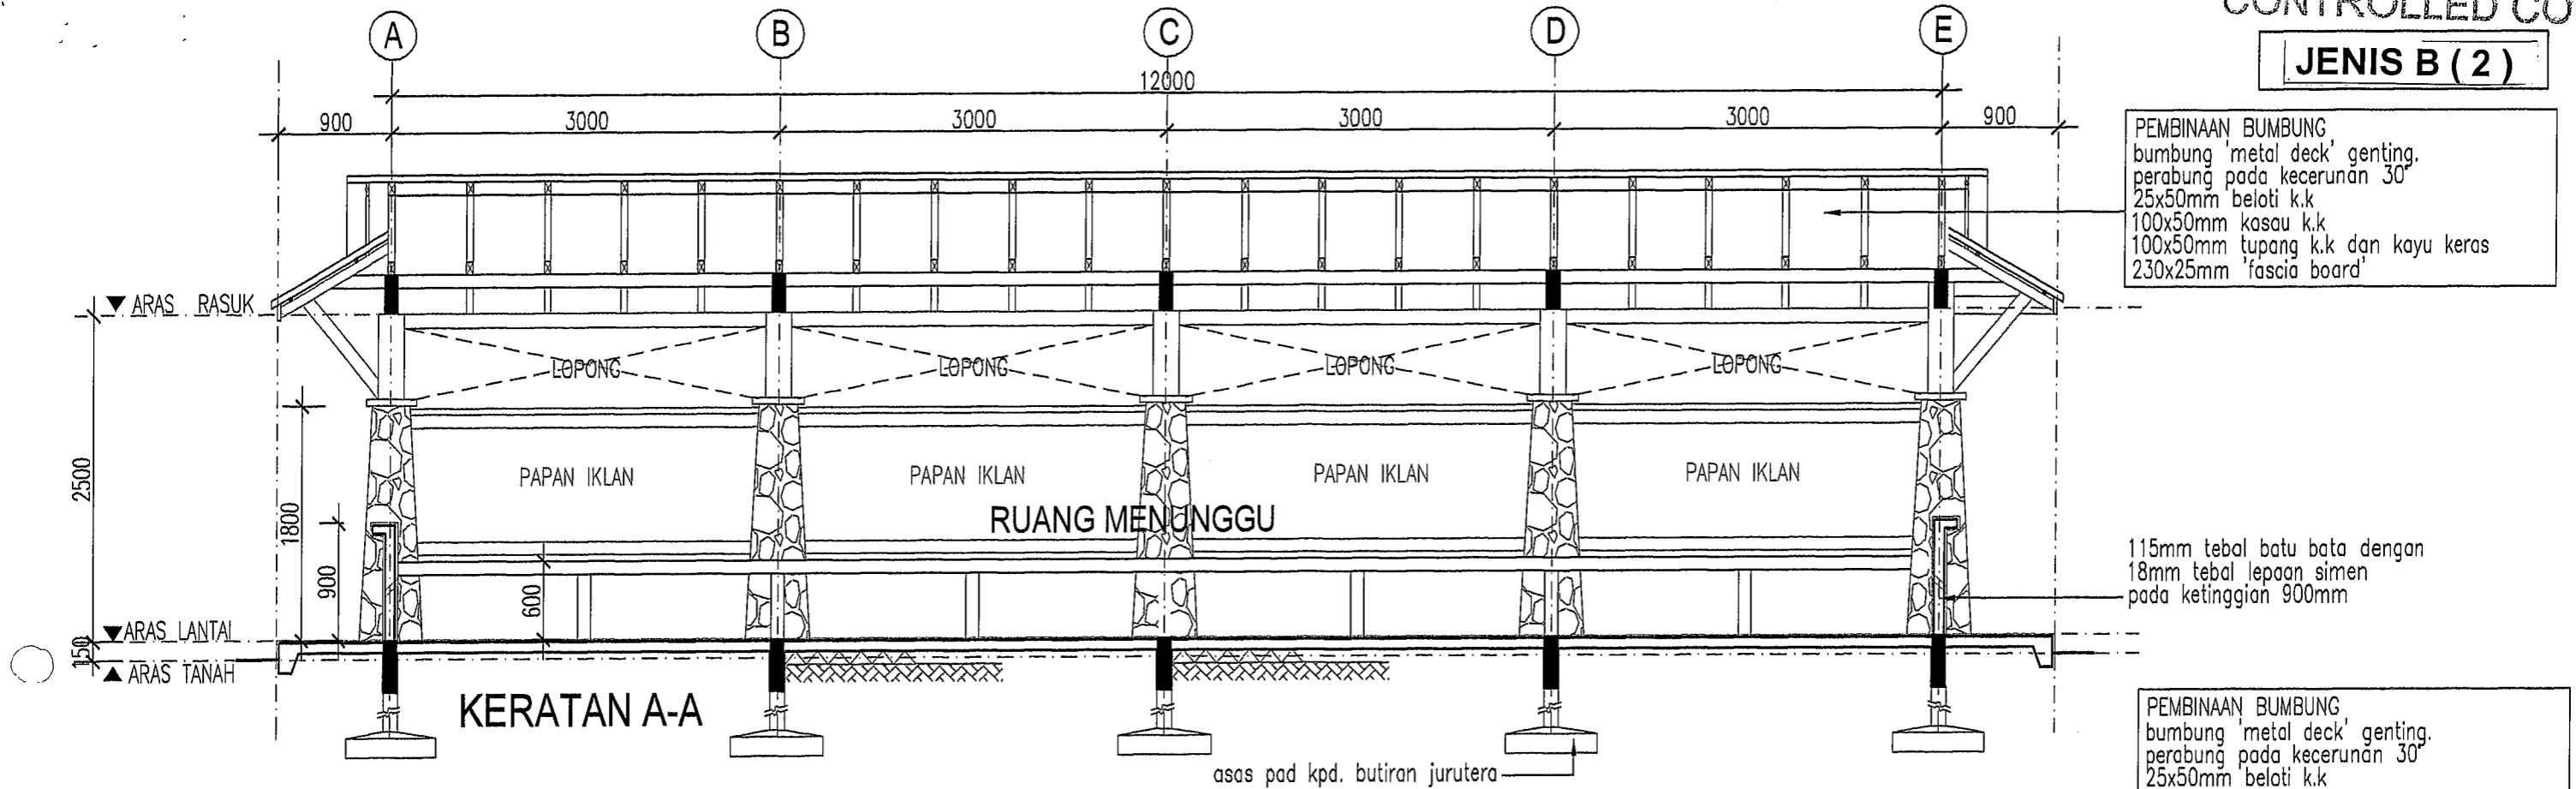 CONTROLLED CO
JENIS B ( 2 )
A B C D E
12000
900 3000 3000 3000 3000 900
PEMBINAAN BUMBUNG
bumbung 'metal deck' genting.
perabung pada kecerunan 30°
25x50mm beloti k.k
100x50mm kasau k.k
100x50mm tupang k.k dan kayu keras
230x25mm 'fascia board'
ARAS RASUK
LOPONG LOPONG LOPONG LOPONG
2500
1800
900
600
150
PAPAN IKLAN PAPAN IKLAN PAPAN IKLAN PAPAN IKLAN
RUANG MENUNGGU
115mm tebal batu bata dengan
18mm tebal lepaan simen
pada ketinggian 900mm
ARAS LANTAI
ARAS TANAH
KERATAN A-A
asas pad kpd. butiran jurutera
PEMBINAAN BUMBUNG
bumbung 'metal deck' genting.
perabung pada kecerunan 30°
25x50mm beloti k.k